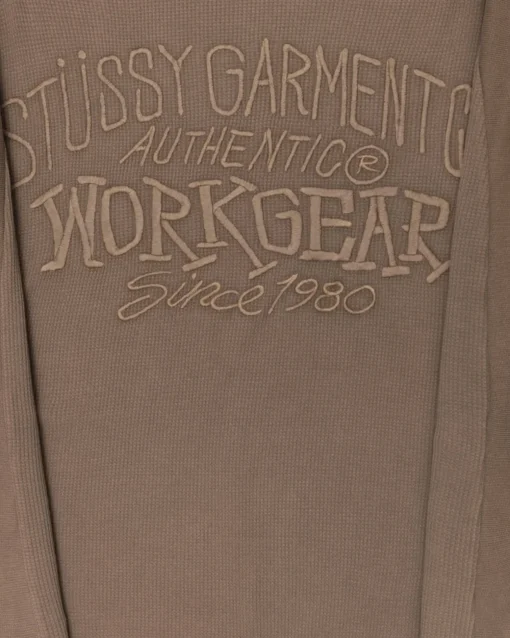 STÜSSY GARMENT
AUTHENTIC®
WORKGEAR
Since 1980